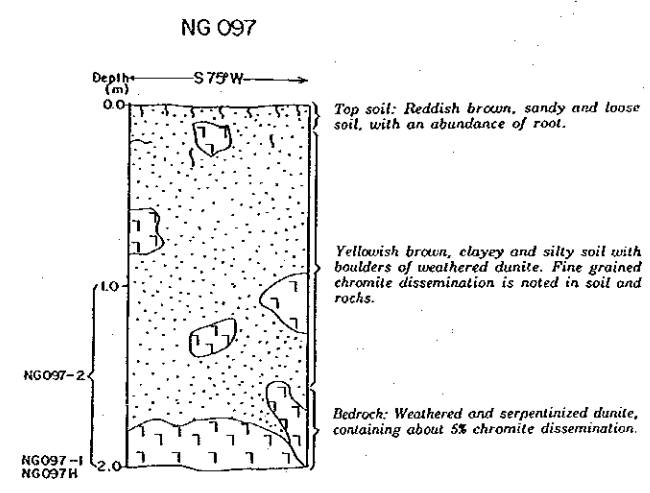 NG 097
Depth
(m)
S 75° W
0.0
Top soil: Reddish brown, sandy and loose
soil, with an abundance of root.
Yellowish brown, clayey and silty soil with
boulders of weathered dunite. Fine grained
chromite dissemination is noted in soil and
rochs.
1.0
NG097-2
Bedrock: Weathered and serpentinized dunite,
containing about 5% chromite dissemination.
NG097-1
NG097H
2.0